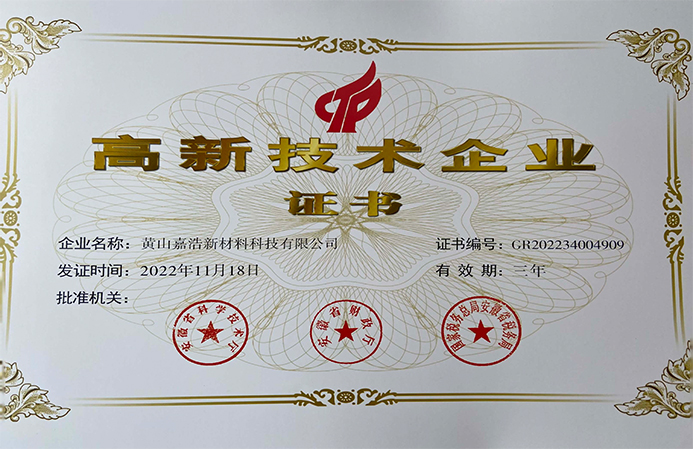 高新技术企业
证书
企业名称：黄山嘉浩新材料科技有限公司
证书编号：GR202234004909
发证时间：2022年11月18日
有效期：三年
批准机关：
安徽省科学技术厅
安徽省财政厅
国家税务总局安徽省税务局